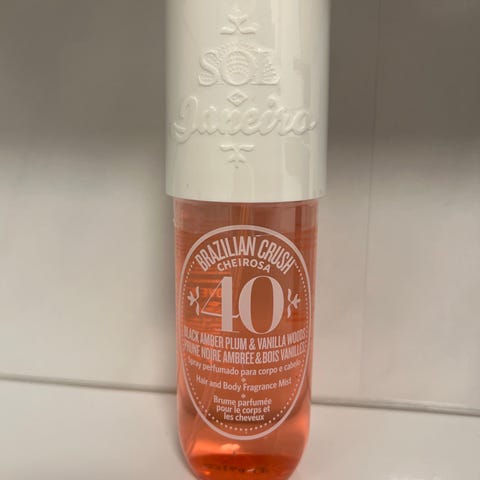 SOL
de
Janeiro
BRAZILIAN CRUSH
CHEIROSA
40
BLACK AMBER PLUM & VANILLA WOODS
PRUNE NOIRE AMBRÉE & BOIS VANILLÉS
Spray perfumado para corpo e cabelo
Hair and Body Fragrance Mist
Brume parfumée
pour le corps et
les cheveux